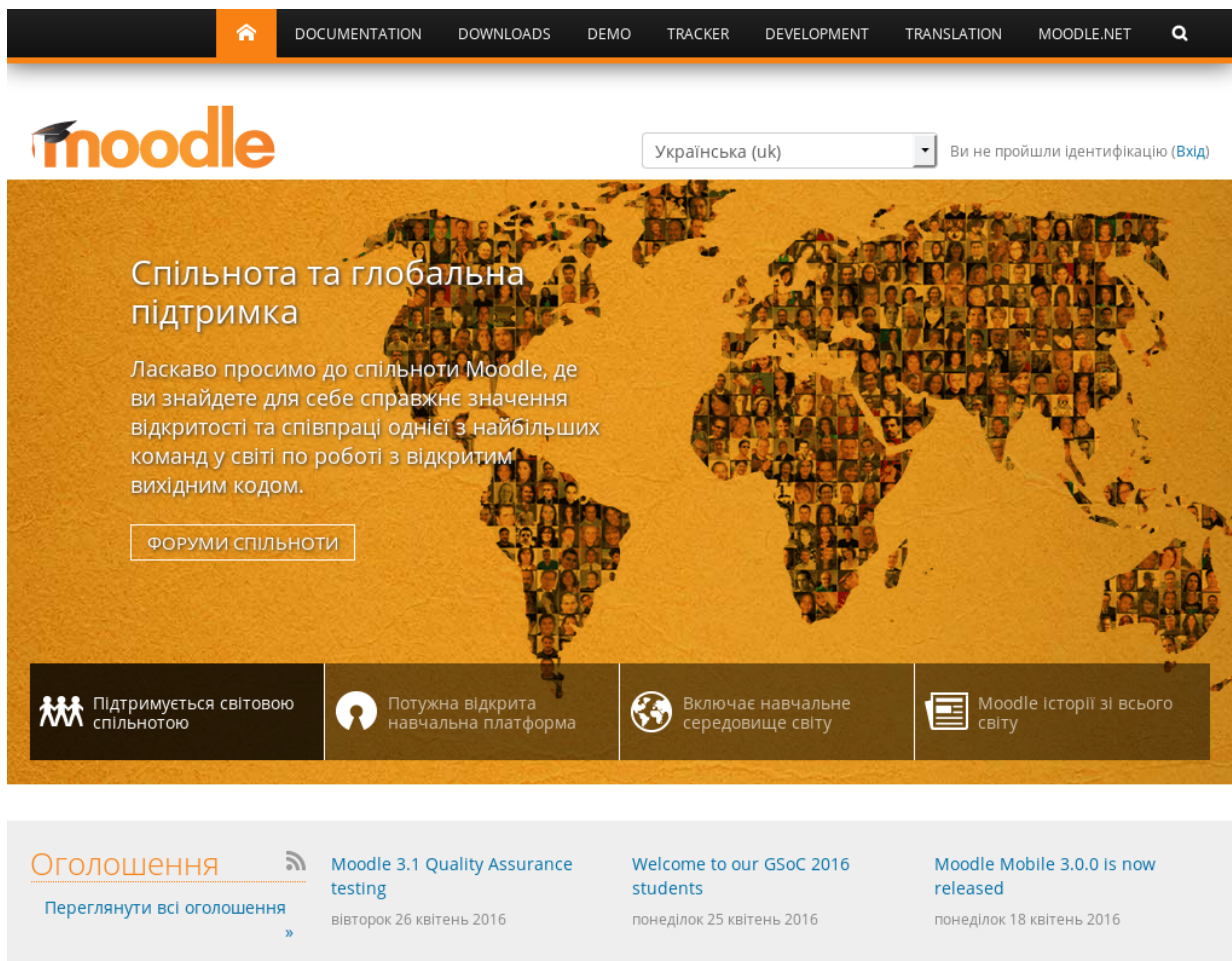 DOCUMENTATION DOWNLOADS DEMO TRACKER DEVELOPMENT TRANSLATION MOODLE.NET
moodle
Українська (uk)
Ви не пройшли ідентифікацію (Вхід)
Спільнота та глобальна
підтримка
Ласкаво просимо до спільноти Moodle, де
ви знайдете для себе справжнє значення
відкритості та співпраці однієї з найбільших
команд у світі по роботі з відкритим
вихідним кодом.
ФОРУМИ СПІЛЬНОТИ
Підтримується світовою
спільнотою
Потужна відкрита
навчальна платформа
Включає навчальне
середовище світу
Moodle історії зі всього
світу
Оголошення
Переглянути всі оголошення
»
Moodle 3.1 Quality Assurance
testing
вівторок 26 квітень 2016
Welcome to our GSoC 2016
students
понеділок 25 квітень 2016
Moodle Mobile 3.0.0 is now
released
понеділок 18 квітень 2016